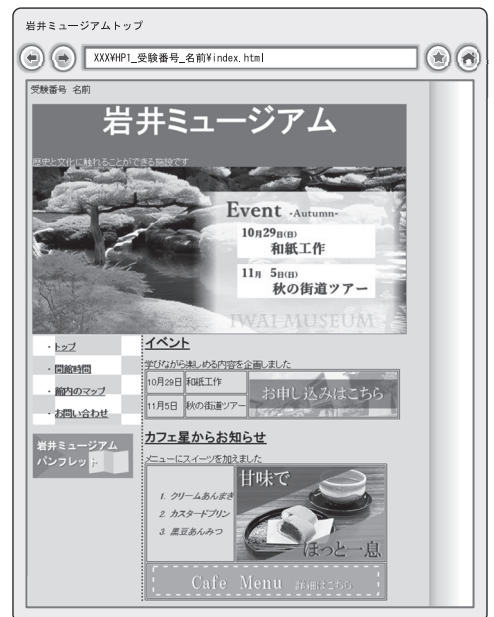 岩井ミュージアムトップ
XXX¥HP1_受験番号_名前¥index.html
受験番号 名前
岩井ミュージアム
歴史と文化に触れることができる施設です
Event -Autumn-
10月29日(日)
和紙工作
11月 5日(日)
秋の街道ツアー
IWAI MUSEUM
・トップ
・開館時間
・館内のマップ
・お問い合わせ
岩井ミュージアム
パンフレット
イベント
学びながら楽しめる内容を企画しました
10月29日 和紙工作
11月5日 秋の街道ツアー
お申し込みはこちら
カフェ星からお知らせ
メニューにスイーツを加えました
1. クリームあんまき
2. カスタードプリン
3. 黒豆あんみつ
甘味で
ほっと一息
Cafe Menu 詳細はこちら